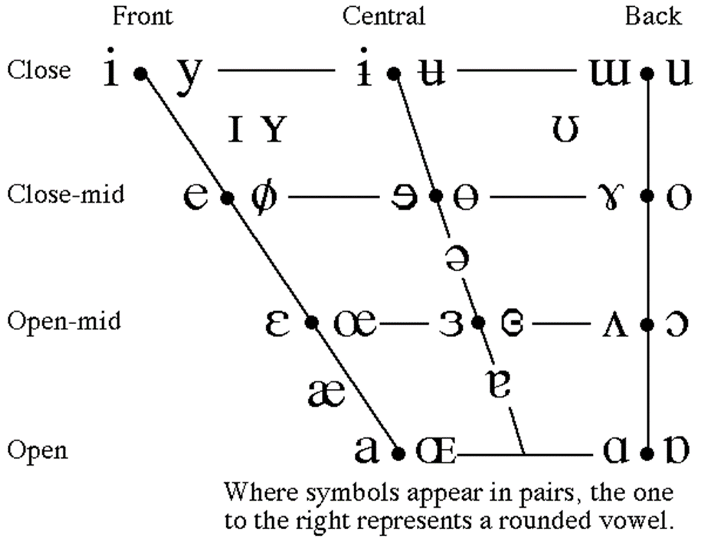 Front Central Back
Close i y ɨ ʉ ɯ u
ɪ ʏ ʊ
Close-mid e ø ɘ ɵ ɤ o
ə
Open-mid ɛ œ ɜ ɞ ʌ ɔ
æ ɐ
Open a ɶ ɑ ɒ
Where symbols appear in pairs, the one
to the right represents a rounded vowel.